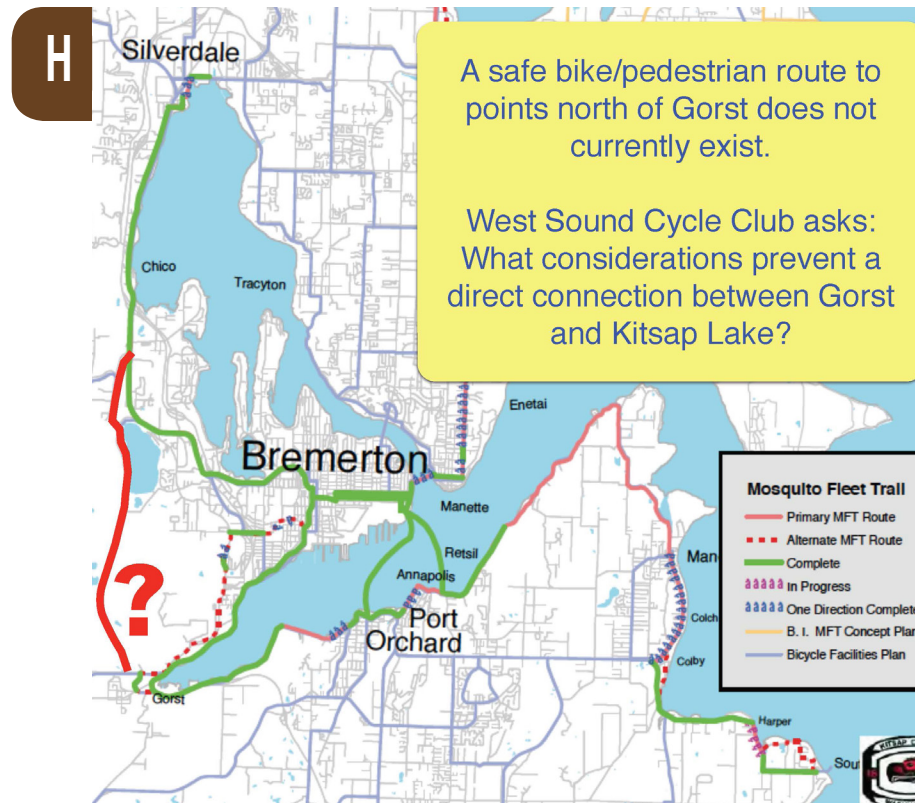 H
Silverdale
A safe bike/pedestrian route to
points north of Gorst does not
currently exist.
West Sound Cycle Club asks:
What considerations prevent a
direct connection between Gorst
and Kitsap Lake?
Chico
Tracyton
Enetai
Bremerton
Manette
Retsil
Annapolis
Port
Orchard
?
Gorst
Mosquito Fleet Trail
Primary MFT Route
Alternate MFT Route
Complete
In Progress
One Direction Complete
B. I. MFT Concept Plan
Bicycle Facilities Plan
Man
Colch
Colby
Harper
Sou